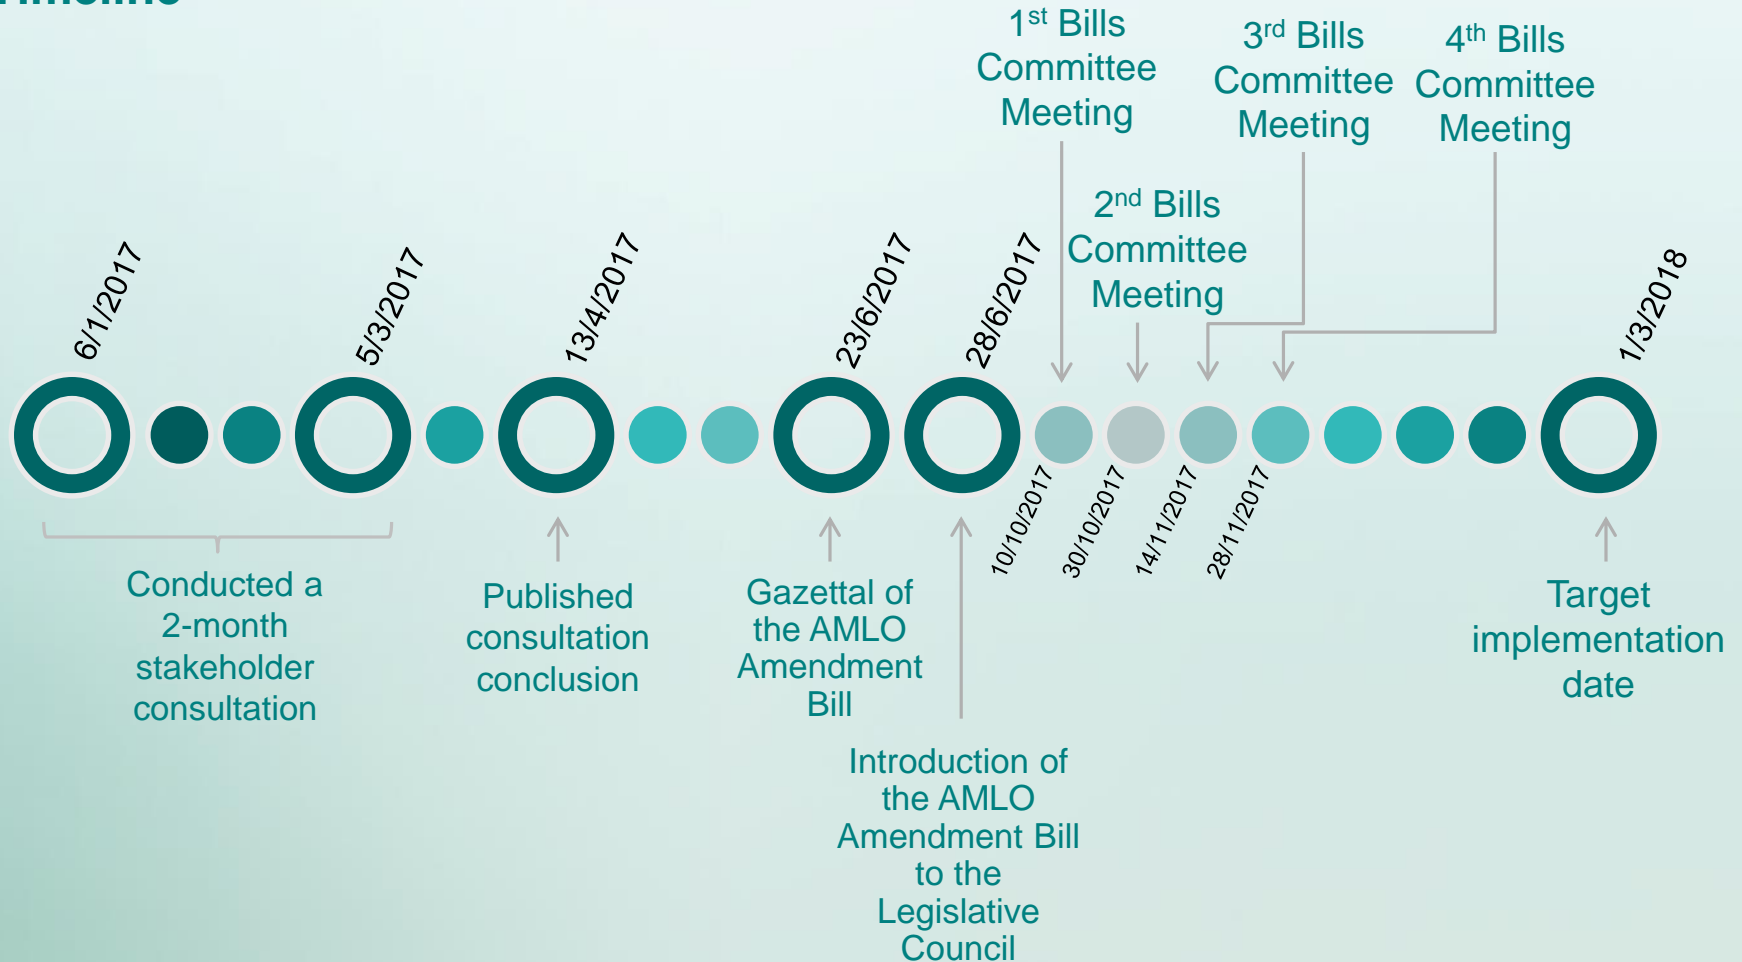 Timeline
1st Bills
Committee
Meeting
3rd Bills
Committee
Meeting
4th Bills
Committee
Meeting
2nd Bills
Committee
Meeting
6/1/2017
5/3/2017
13/4/2017
23/6/2017
28/6/2017
1/3/2018
10/10/2017
30/10/2017
14/11/2017
28/11/2017
Conducted a
2-month
stakeholder
consultation
Published
consultation
conclusion
Gazettal of
the AMLO
Amendment
Bill
Introduction of
the AMLO
Amendment Bill
to the
Legislative
Council
Target
implementation
date